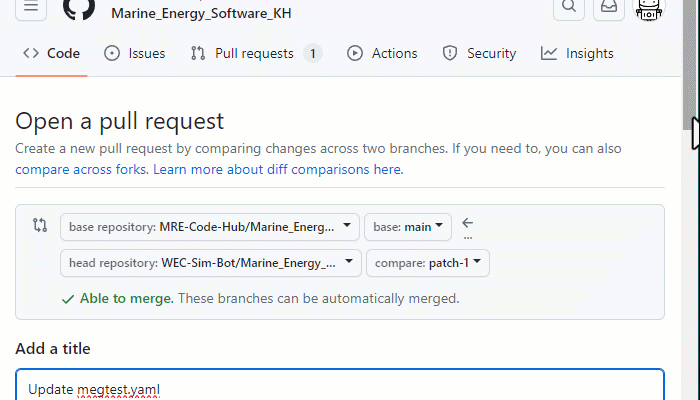 Marine_Energy_Software_KH
Code
Issues
Pull requests 1
Actions
Security
Insights
Open a pull request
Create a new pull request by comparing changes across two branches. If you need to, you can also
compare across forks. Learn more about diff comparisons here.
base repository: MRE-Code-Hub/Marine_Energ...
base: main
...
head repository: WEC-Sim-Bot/Marine_Energy_...
compare: patch-1
Able to merge. These branches can be automatically merged.
Add a title
Update megtest.yaml